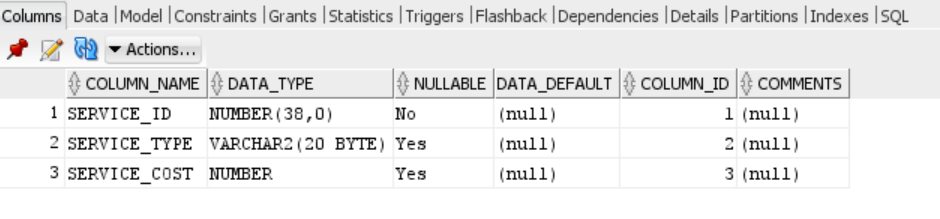 Columns Data |Model |Constraints |Grants |Statistics |Triggers |Flashback |Dependencies |Details |Partitions |Indexes |SQL
Actions...
COLUMN_NAME DATA_TYPE NULLABLE DATA_DEFAULT COLUMN_ID COMMENTS
1 SERVICE_ID NUMBER(38,0) No (null) 1 (null)
2 SERVICE_TYPE VARCHAR2(20 BYTE) Yes (null) 2 (null)
3 SERVICE_COST NUMBER Yes (null) 3 (null)